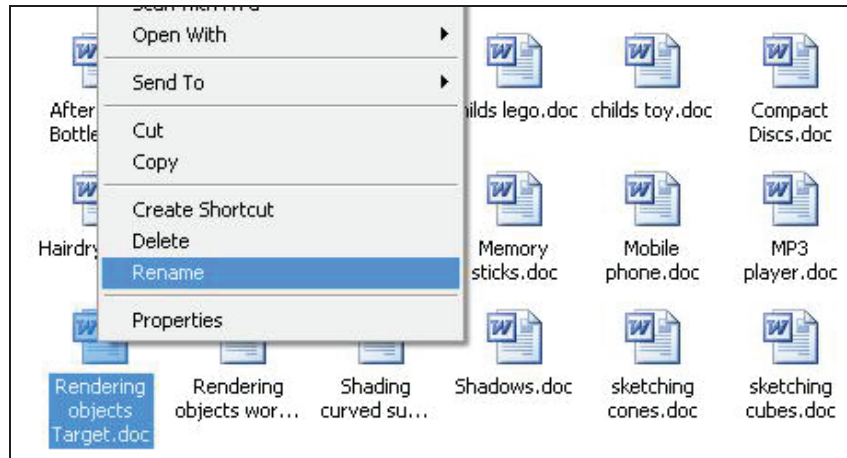 Open With
Send To
Cut
Copy
Create Shortcut
Delete
Rename
Properties
After
Bottle
lego.doc
childs toy.doc
Compact
Discs.doc
Memory
sticks.doc
Mobile
phone.doc
MP3
player.doc
Rendering
objects
Target.doc
Rendering
objects wor...
Shading
curved su...
Shadows.doc
sketching
cones.doc
sketching
cubes.doc